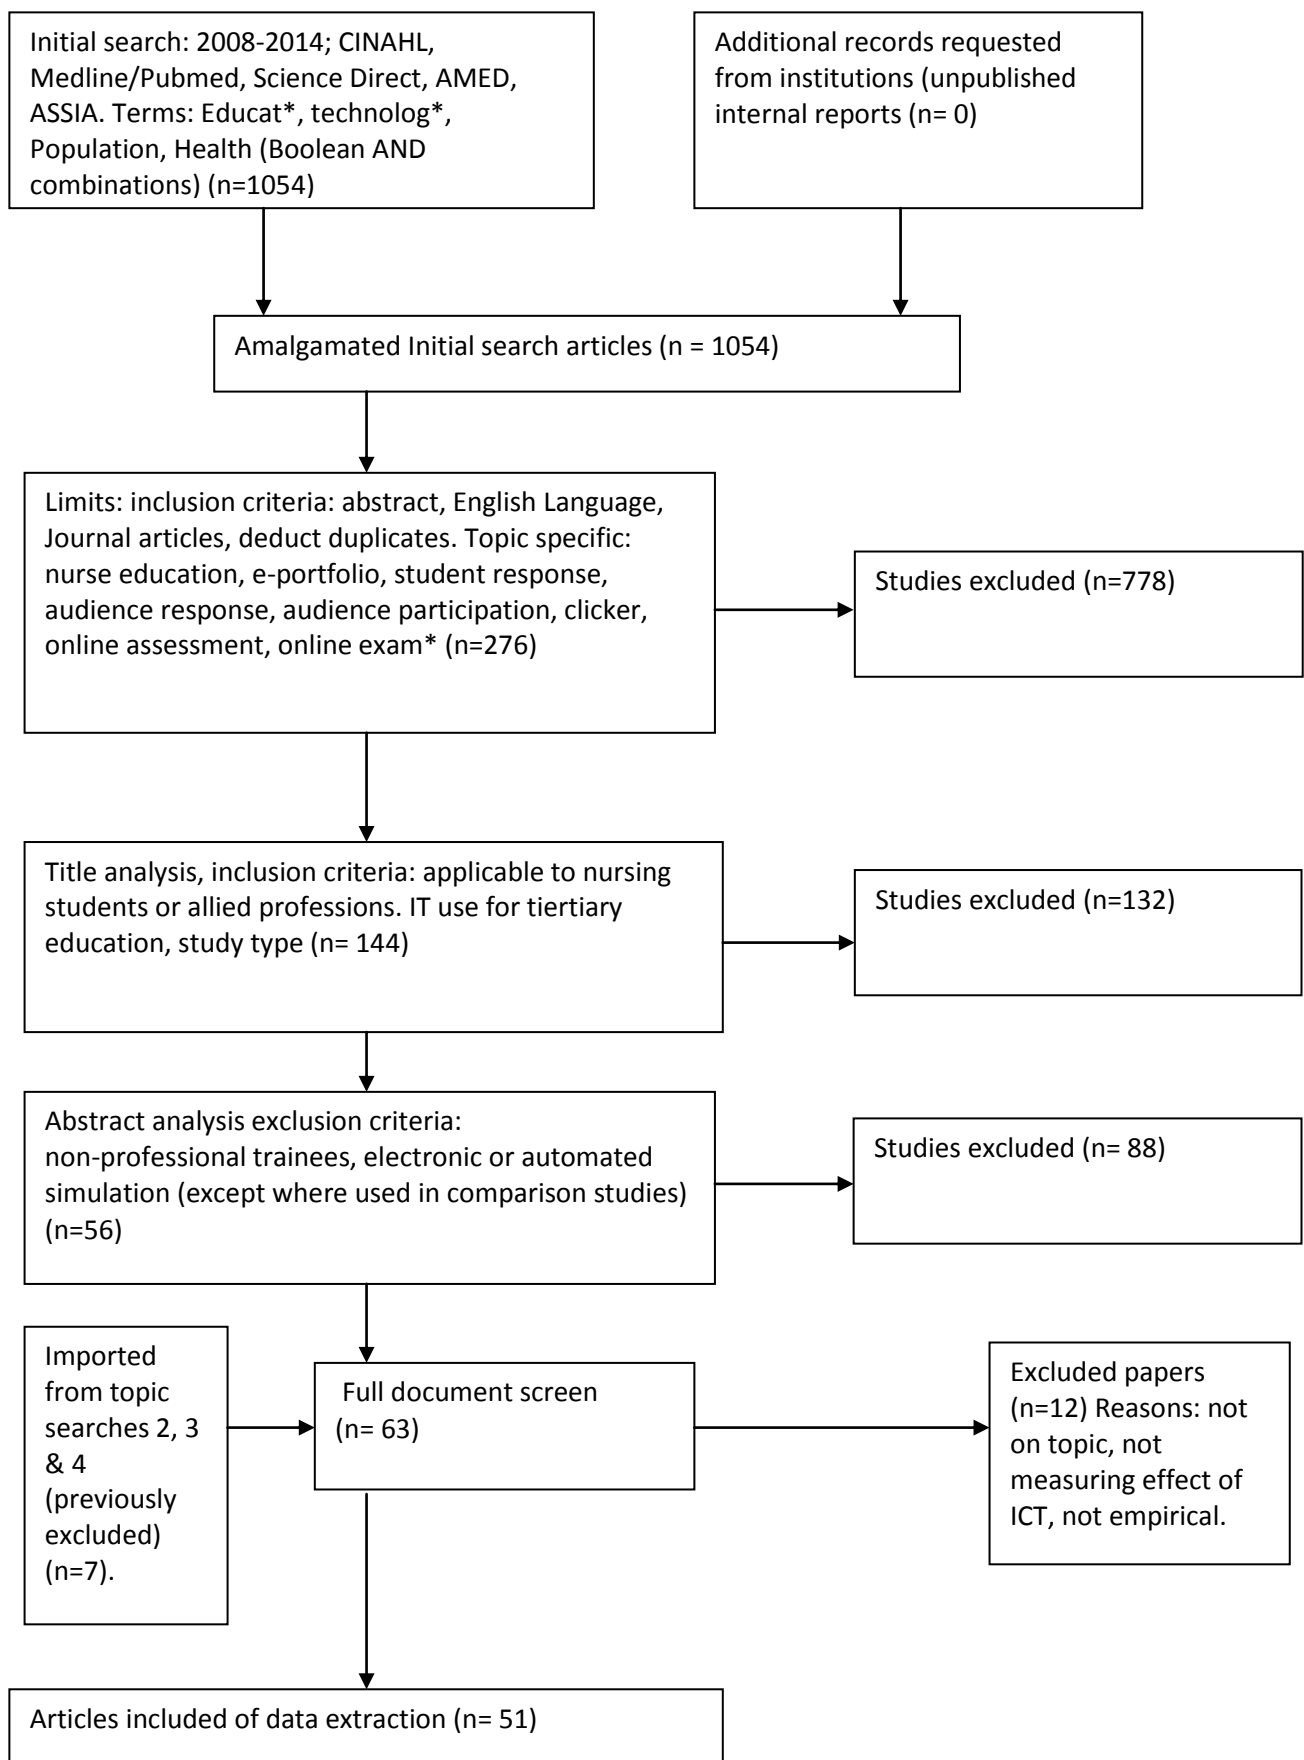 Initial search: 2008-2014; CINAHL,
Medline/Pubmed, Science Direct, AMED,
ASSIA. Terms: Educat*, technolog*,
Population, Health (Boolean AND
combinations) (n=1054)
Additional records requested
from institutions (unpublished
internal reports (n= 0)
Amalgamated Initial search articles (n = 1054)
Limits: inclusion criteria: abstract, English Language,
Journal articles, deduct duplicates. Topic specific:
nurse education, e-portfolio, student response,
audience response, audience participation, clicker,
online assessment, online exam* (n=276)
Studies excluded (n=778)
Title analysis, inclusion criteria: applicable to nursing
students or allied professions. IT use for tiertiary
education, study type (n= 144)
Studies excluded (n=132)
Abstract analysis exclusion criteria:
non-professional trainees, electronic or automated
simulation (except where used in comparison studies)
(n=56)
Studies excluded (n= 88)
Imported
from topic
searches 2, 3
& 4
(previously
excluded)
(n=7).
Full document screen
(n= 63)
Excluded papers
(n=12) Reasons: not
on topic, not
measuring effect of
ICT, not empirical.
Articles included of data extraction (n= 51)